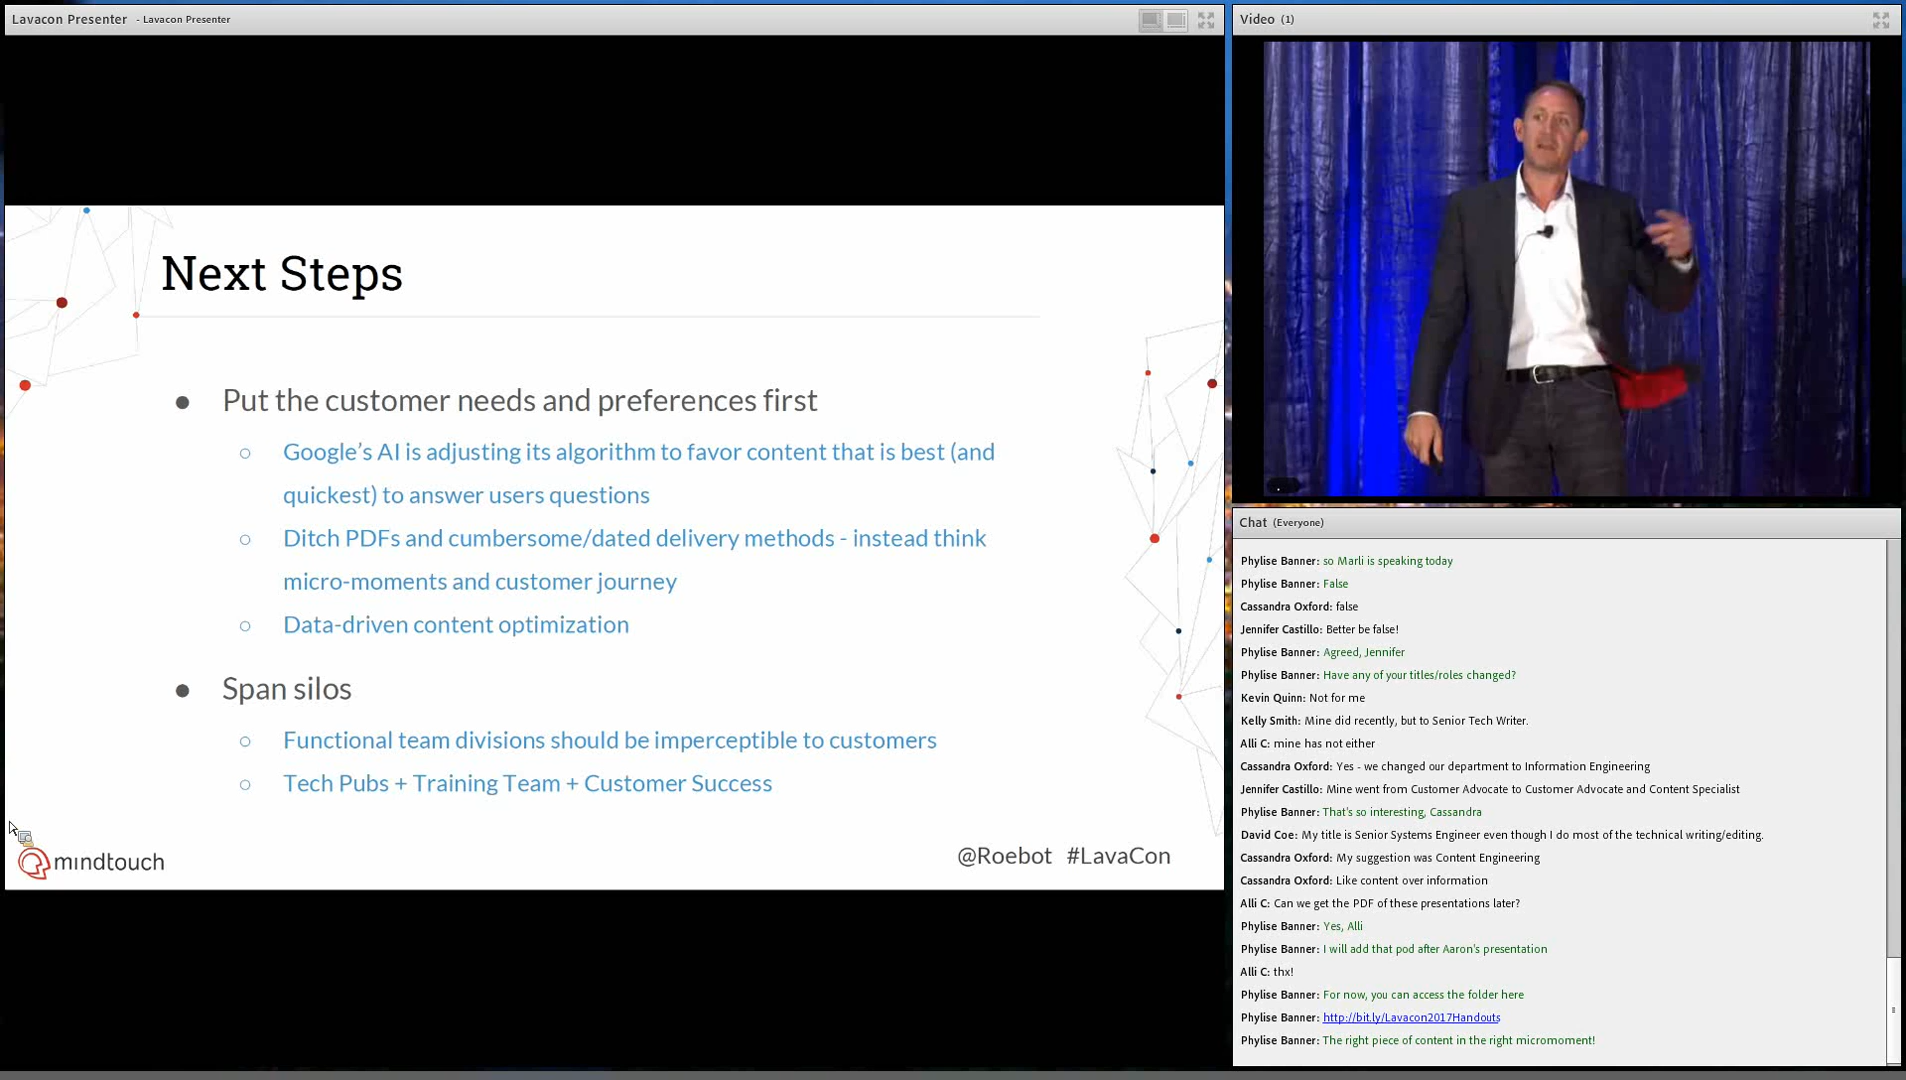 Lavacon Presenter - Lavacon Presenter
Next Steps
● Put the customer needs and preferences first
○ Google's AI is adjusting its algorithm to favor content that is best (and
quickest) to answer users questions
○ Ditch PDFs and cumbersome/dated delivery methods - instead think
micro-moments and customer journey
○ Data-driven content optimization
● Span silos
○ Functional team divisions should be imperceptible to customers
○ Tech Pubs + Training Team + Customer Success
mindtouch
@Roebot #LavaCon
Video (1)
Chat (Everyone)
Phylise Banner: so Marli is speaking today
Phylise Banner: False
Cassandra Oxford: false
Jennifer Castillo: Better be false!
Phylise Banner: Agreed, Jennifer
Phylise Banner: Have any of your titles/roles changed?
Kevin Quinn: Not for me
Kelly Smith: Mine did recently, but to Senior Tech Writer.
Alli C: mine has not either
Cassandra Oxford: Yes - we changed our department to Information Engineering
Jennifer Castillo: Mine went from Customer Advocate to Customer Advocate and Content Specialist
Phylise Banner: That's so interesting, Cassandra
David Coe: My title is Senior Systems Engineer even though I do most of the technical writing/editing.
Cassandra Oxford: My suggestion was Content Engineering
Cassandra Oxford: Like content over information
Alli C: Can we get the PDF of these presentations later?
Phylise Banner: Yes, Alli
Phylise Banner: I will add that pod after Aaron's presentation
Alli C: thx!
Phylise Banner: For now, you can access the folder here
Phylise Banner: http://bit.ly/Lavacon2017Handouts
Phylise Banner: The right piece of content in the right micromoment!